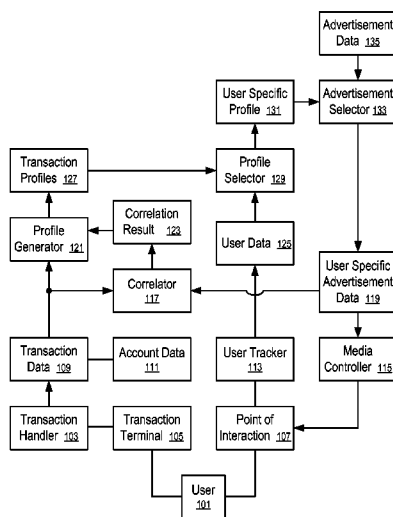 Advertisement
Data 135
User Specific
Profile 131
Advertisement
Selector 133
Transaction
Profiles 127
Profile
Selector 129
Profile
Generator 121
Correlation
Result 123
User Data 125
Correlator
117
User Specific
Advertisement
Data 119
Transaction
Data 109
Account Data
111
User Tracker
113
Media
Controller 115
Transaction
Handler 103
Transaction
Terminal 105
Point of
Interaction 107
User
101